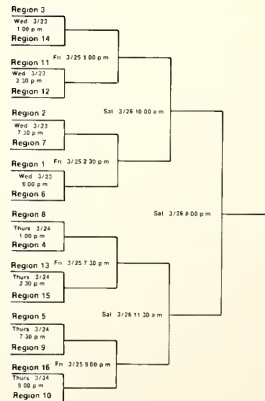 Region 3
Wed 3/23
1:00 p m
Region 14
Fri 3/25 1:00 p m
Region 11
Wed 3/23
2:30 p m
Region 12
Sat 3/26 10:00 a m
Region 2
Wed 3/23
7:30 p m
Region 7
Fri 3/25 2:30 p m
Region 1
Wed 3/23
9:00 p m
Region 6
Sat 3/26 8:00 p m
Region 8
Thurs 3/24
1:00 p m
Region 4
Fri 3/25 7:30 p m
Region 13
Thurs 3/24
2:30 p m
Region 15
Sat 3/26 11:30 a m
Region 5
Thurs 3/24
7:30 p m
Region 9
Fri 3/25 9:00 p m
Region 16
Thurs 3/24
9:00 p m
Region 10